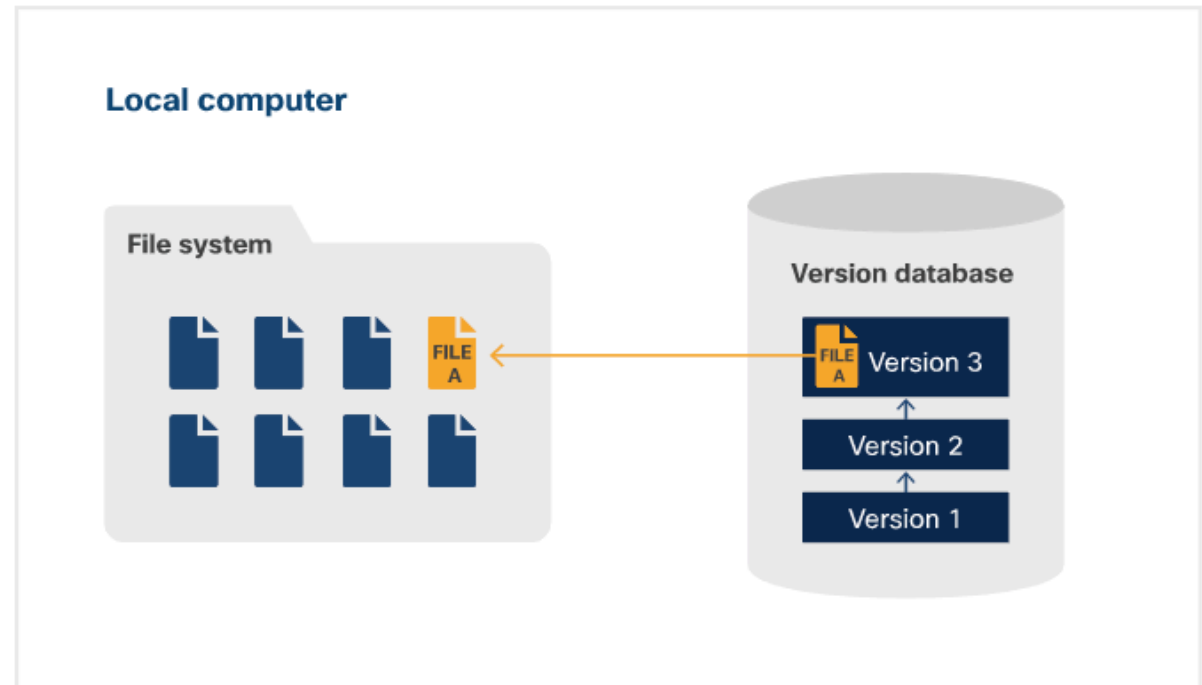 Local computer
File system
Version database
FILE
A
FILE
A
Version 3
Version 2
Version 1